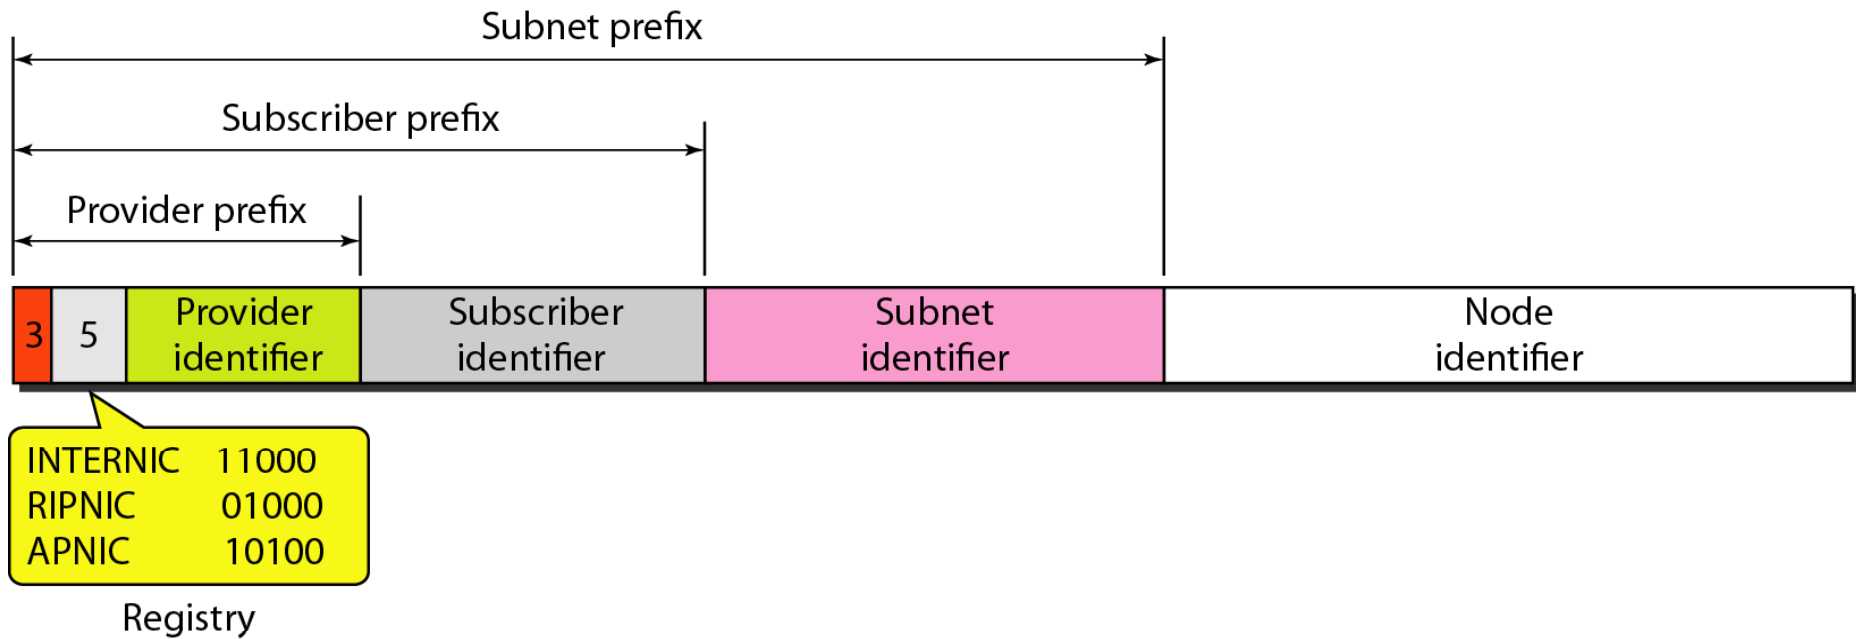 Subnet prefix
Subscriber prefix
Provider prefix
3
5
Provider
identifier
Subscriber
identifier
Subnet
identifier
Node
identifier
INTERNIC 11000
RIPNIC 01000
APNIC 10100
Registry